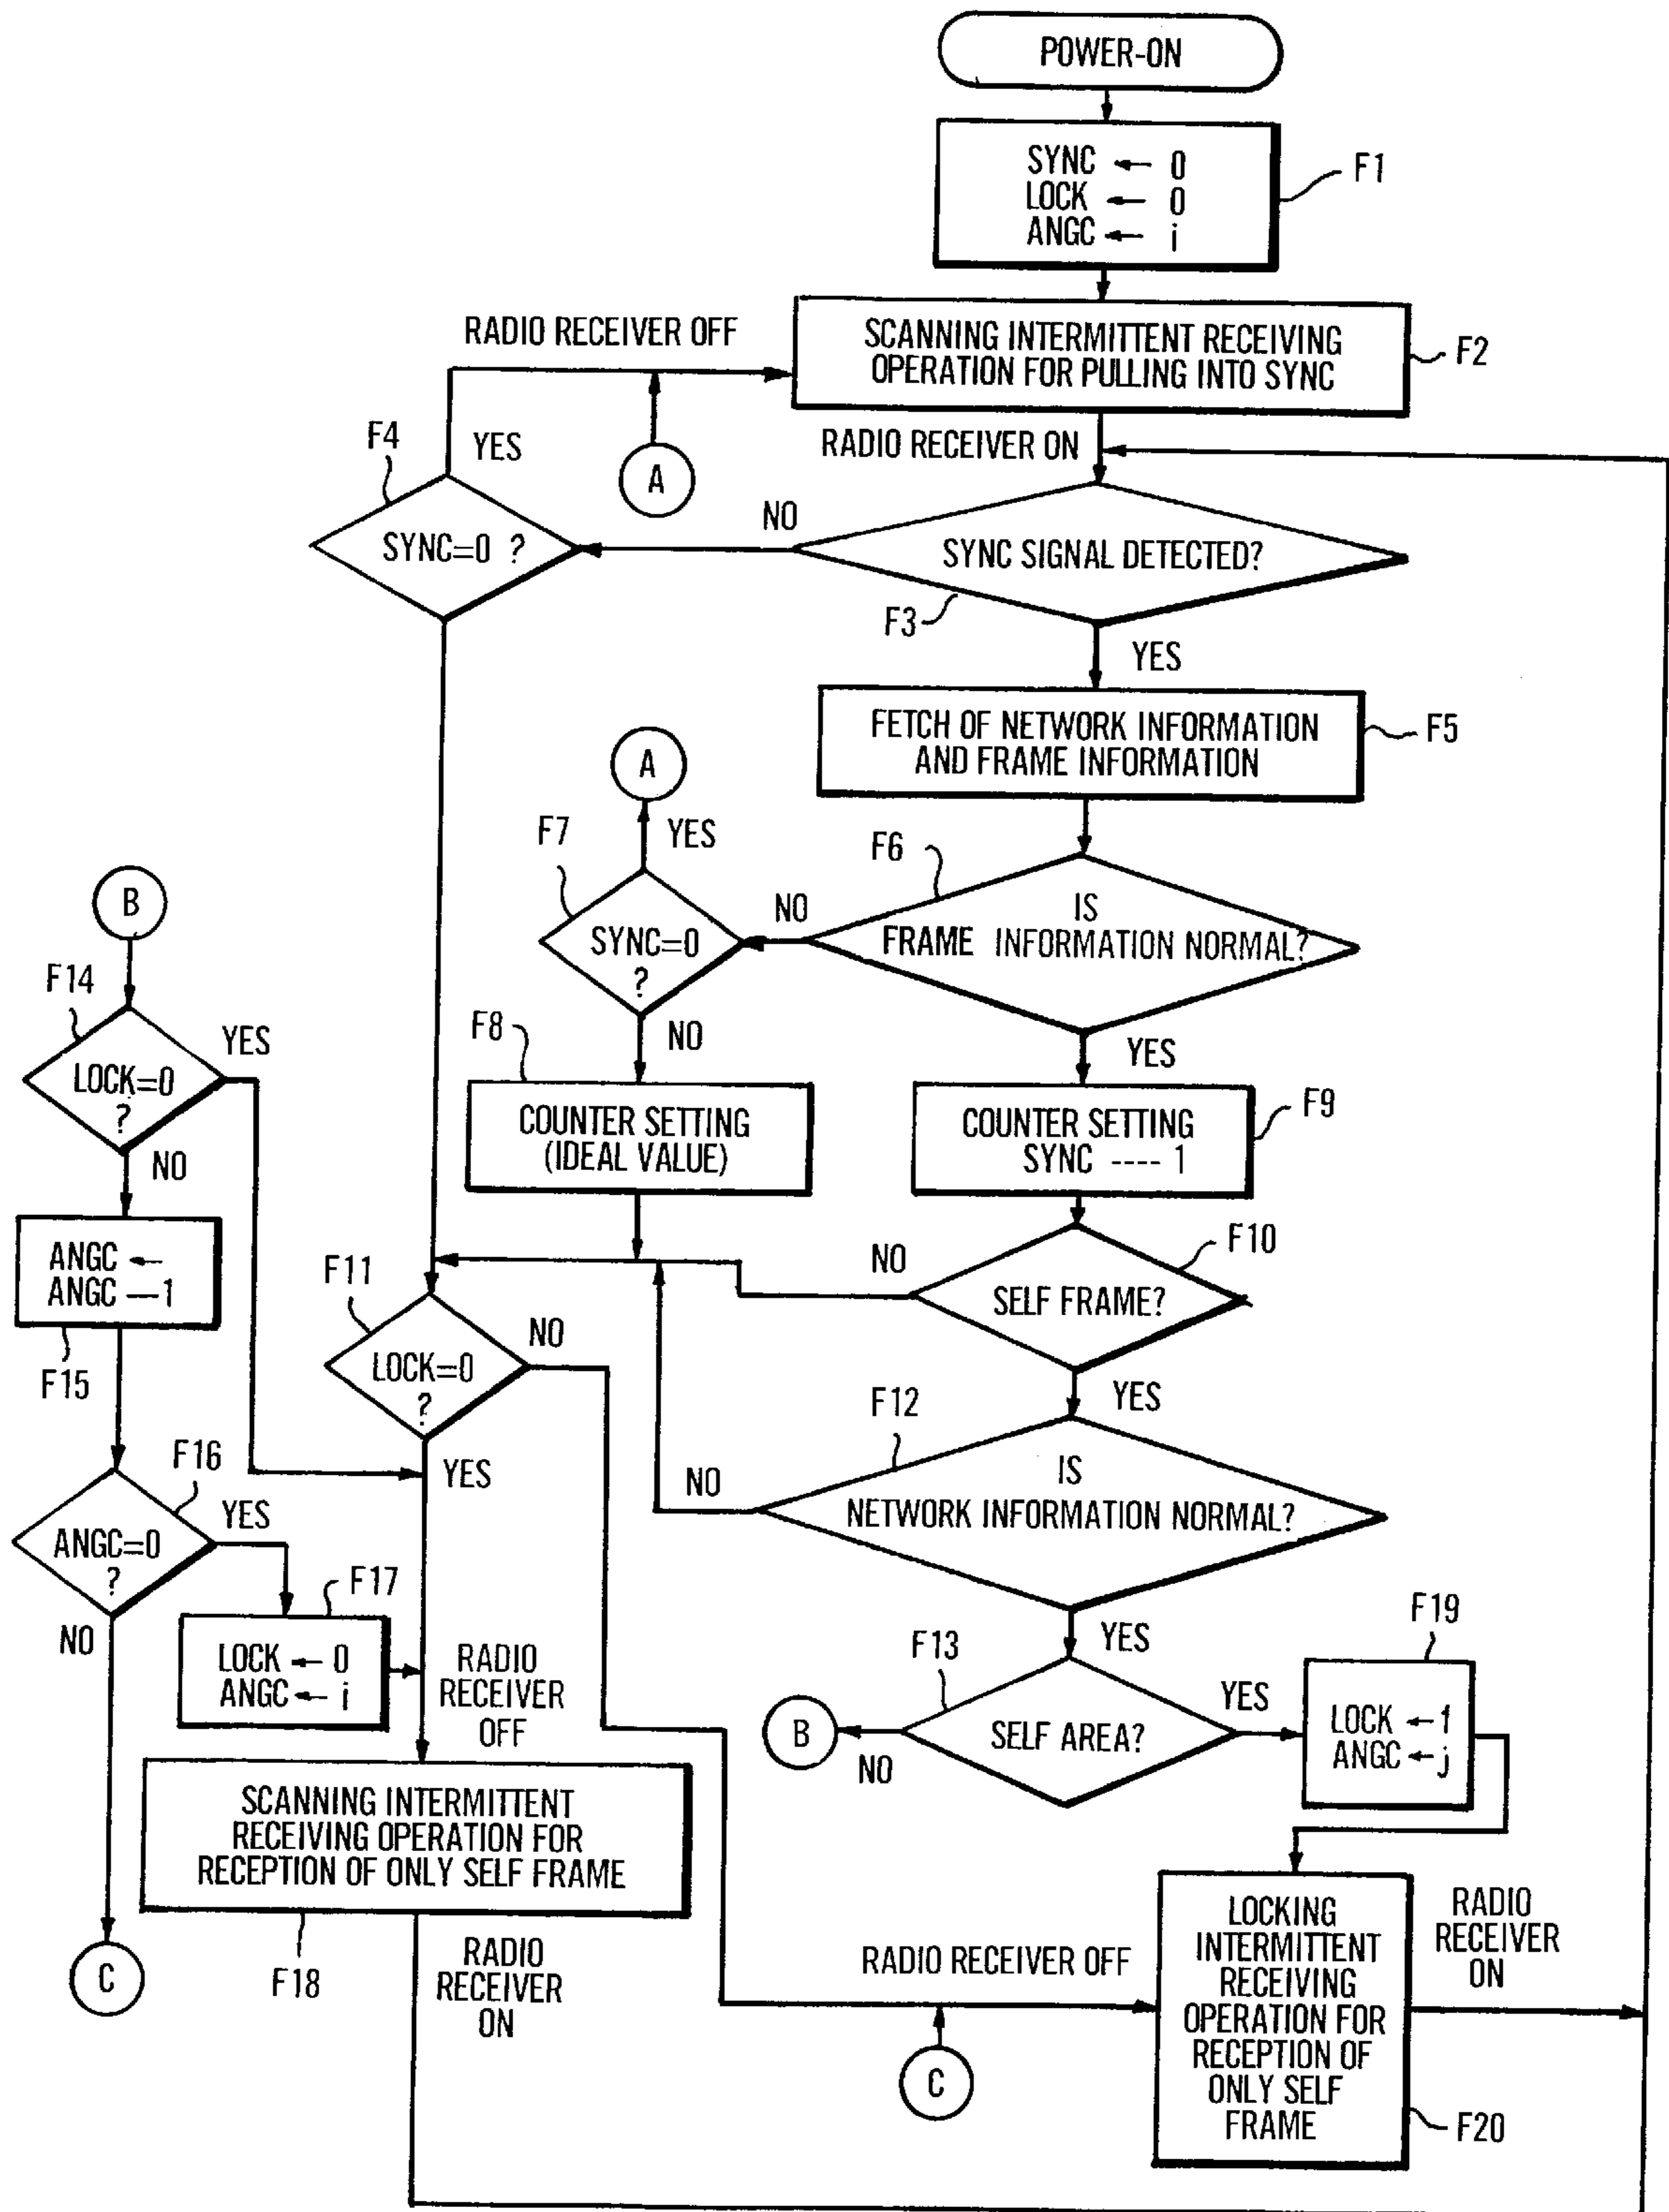 POWER-ON
SYNC ← 0
LOCK ← 0
ANGC ← i
F1
RADIO RECEIVER OFF
SCANNING INTERMITTENT RECEIVING
OPERATION FOR PULLING INTO SYNC
F2
F4
YES
A
RADIO RECEIVER ON
NO
SYNC=0 ?
SYNC SIGNAL DETECTED?
F3
YES
FETCH OF NETWORK INFORMATION
AND FRAME INFORMATION
F5
A
F7
YES
F6
B
NO
IS
FRAME INFORMATION NORMAL?
SYNC=0
?
F14
YES
F8
NO
YES
LOCK=0
?
NO
COUNTER SETTING
(IDEAL VALUE)
COUNTER SETTING
SYNC ---- 1
F9
ANGC ←
ANGC —1
F15
F11
NO
F10
SELF FRAME?
NO
LOCK=0
?
YES
F12
F16
YES
YES
NO
IS
NETWORK INFORMATION NORMAL?
ANGC=0
?
F17
NO
LOCK ← 0
ANGC ← i
RADIO
RECEIVER
OFF
F13
YES
F19
YES
B
NO
SELF AREA?
LOCK ←1
ANGC ←j
SCANNING INTERMITTENT
RECEIVING OPERATION FOR
RECEPTION OF ONLY SELF FRAME
C
F18
RADIO
RECEIVER
ON
RADIO RECEIVER OFF
C
LOCKING
INTERMITTENT
RECEIVING
OPERATION FOR
RECEPTION OF
ONLY SELF
FRAME
RADIO
RECEIVER
ON
F20